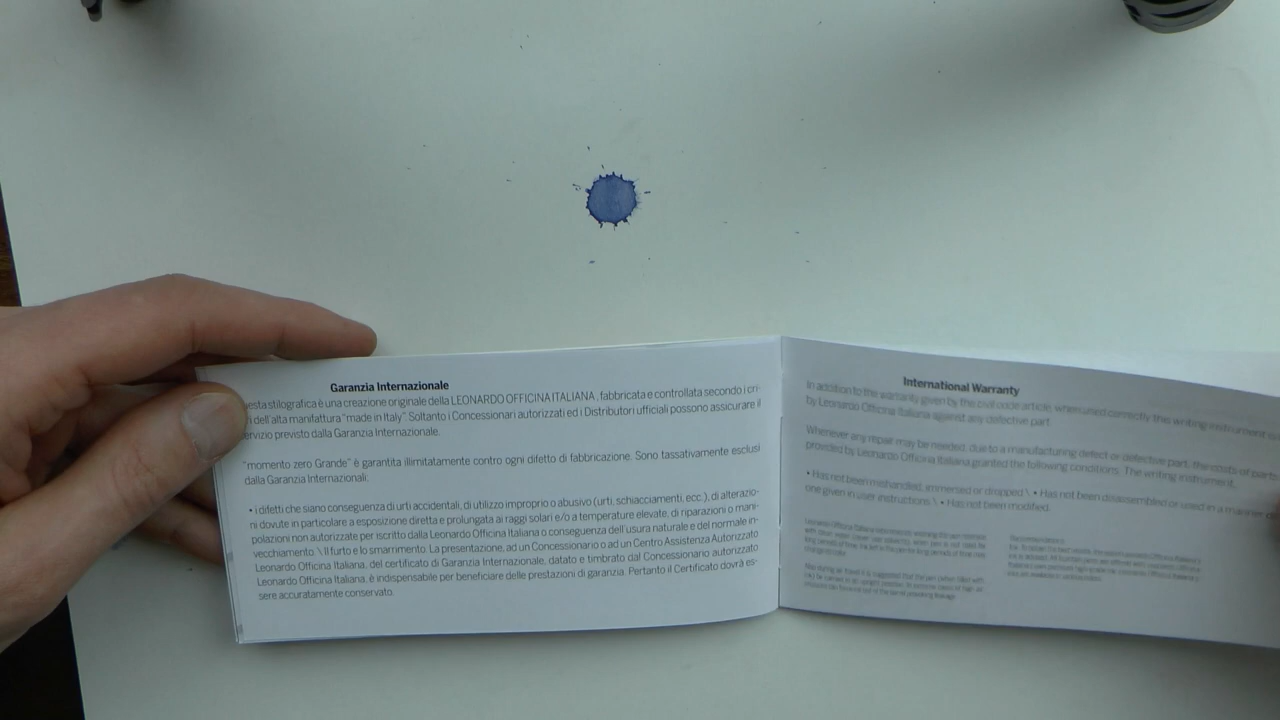 Garanzia Internazionale
esta stilografica è una creazione originale della LEONARDO OFFICINA ITALIANA, fabbricata e controllata secondo i cri-
dell'alta manifattura "made in Italy". Soltanto i Concessionari autorizzati ed i Distributori ufficiali possono assicurare il
ervizio previsto dalla Garanzia Internazionale.
"momento zero Grande" è garantita illimitatamente contro ogni difetto di fabbricazione. Sono tassativamente esclusi
dalla Garanzia Internazionali:
• i difetti che siano conseguenza di urti accidentali, di utilizzo improprio o abusivo (urti, schiacciamenti, ecc.), di alterazio-
ni dovute in particolare a esposizione diretta e prolungata ai raggi solari e/o a temperature elevate, di riparazioni o mani-
polazioni non autorizzate per iscritto dalla Leonardo Officina Italiana o conseguenza dell'usura naturale e del normale in-
vecchiamento. \ Il furto e lo smarrimento. La presentazione, ad un Concessionario o ad un Centro Assistenza Autorizzato
Leonardo Officina Italiana, del certificato di Garanzia Internazionale, datato e timbrato dal Concessionario autorizzato
Leonardo Officina Italiana, è indispensabile per beneficiare delle prestazioni di garanzia. Pertanto il Certificato dovrà es-
sere accuratamente conservato.
International Warranty
In addition to the warranty given by the civil code article, when used correctly this writing instrument
by Leonardo Officina Italiana against any defective part.
Whenever any repair may be needed, due to a manufacturing defect or defective part, the costs of parts
provided by Leonardo Officina Italiana granted the following conditions. The writing instrument,
• Has not been mishandled, immersed or dropped \ • Has not been disassembled or used in a manner
one given in user instructions \ • Has not been modified.